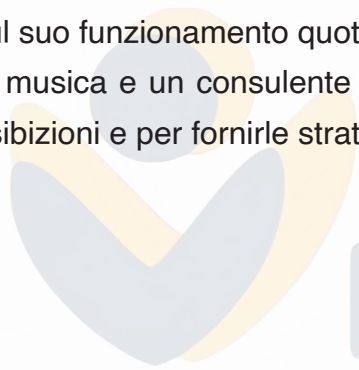 l suo funzionamento quot
musica e un consulente
sibizioni e per fornirle strat